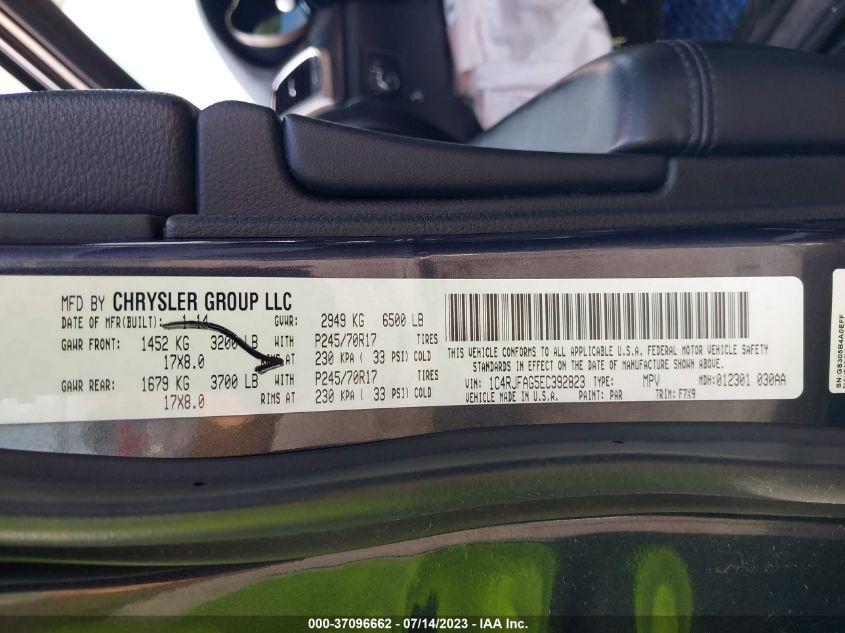 MFD BY CHRYSLER GROUP LLC
DATE OF MFR(BUILT): 1-14 GVWR: 2949 KG 6500 LB
GAWR FRONT: 1452 KG 3200 LB WITH P245/70R17 TIRES
17X8.0 AT 230 KPA ( 33 PSI) COLD
GAWR REAR: 1679 KG 3700 LB WITH P245/70R17 TIRES
17X8.0 RIMS AT 230 KPA ( 33 PSI) COLD
THIS VEHICLE CONFORMS TO ALL APPLICABLE U.S.A. FEDERAL MOTOR VEHICLE SAFETY
STANDARDS IN EFFECT ON THE DATE OF MANUFACTURE SHOWN ABOVE.
VIN: 1C4RJFAG5EC392823 TYPE: MPV MDH: 012301 030AA
VEHICLE MADE IN U.S.A. PAINT: PAR TRIM: F7X9
000-37096662 - 07/14/2023 - IAA Inc.